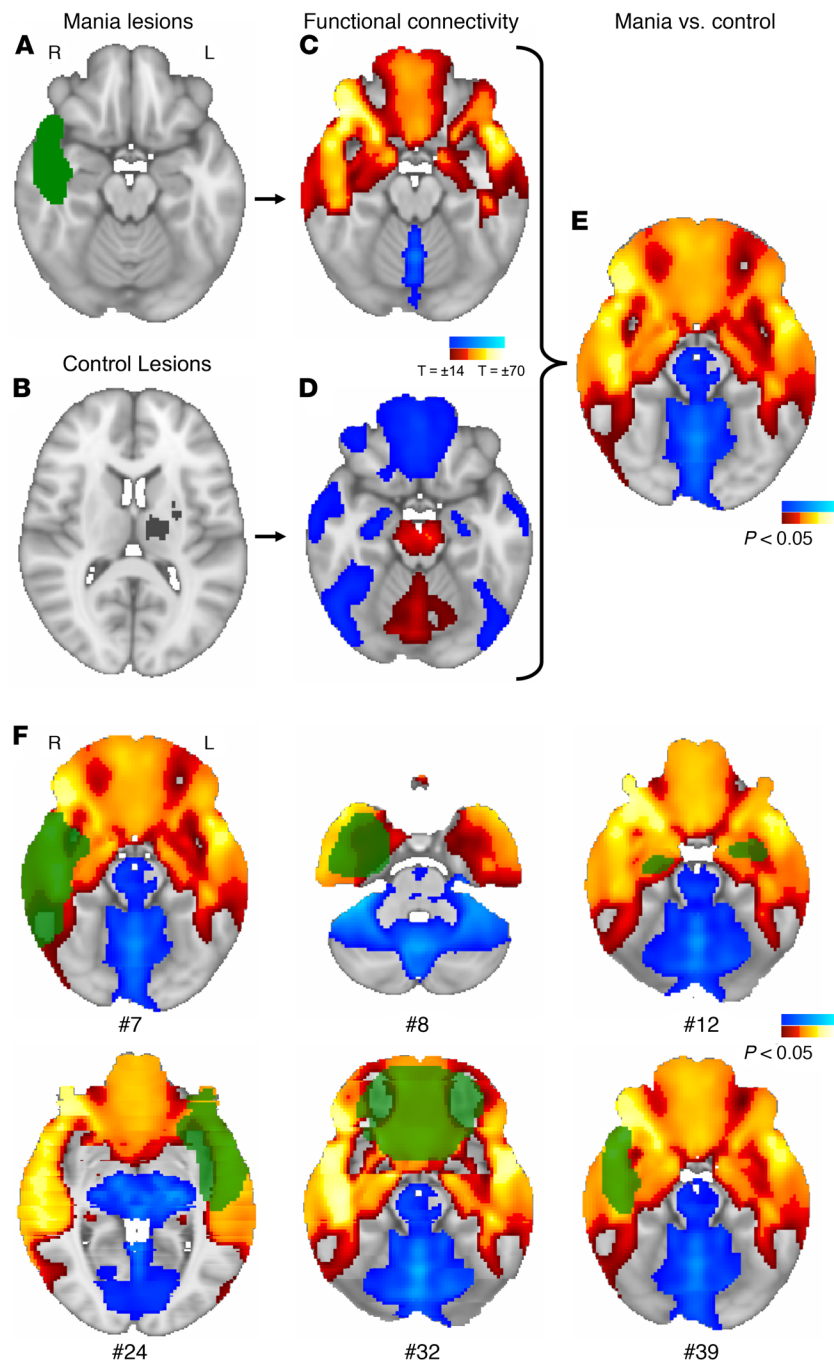 Mania lesions
Functional connectivity
Mania vs. control
A
R
L
C
E
T = ±14 T = ±70
Control Lesions
B
D
P < 0.05
F
R
L
#7
#8
#12
P < 0.05
#24
#32
#39